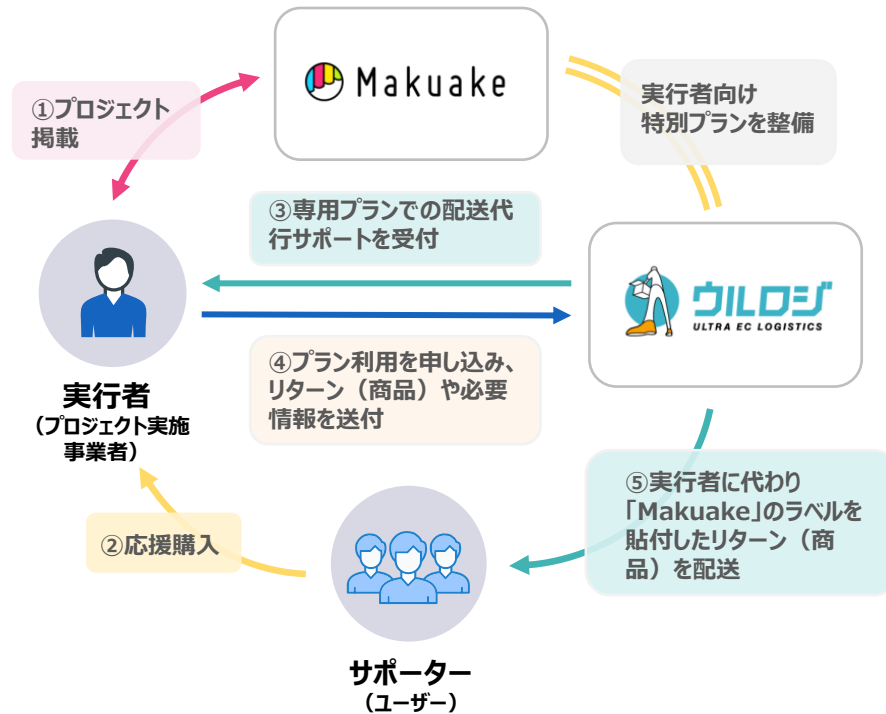 Makuake
①プロジェクト
掲載
実行者向け
特別プランを整備
③専用プランでの配送代
行サポートを受付
ウルロジ
ULTRA EC LOGISTICS
④プラン利用を申し込み、
リターン（商品）や必要
情報を送付
実行者
（プロジェクト実施
事業者）
⑤実行者に代わり
「Makuake」のラベルを
貼付したリターン（商
品）を配送
②応援購入
サポーター
（ユーザー）